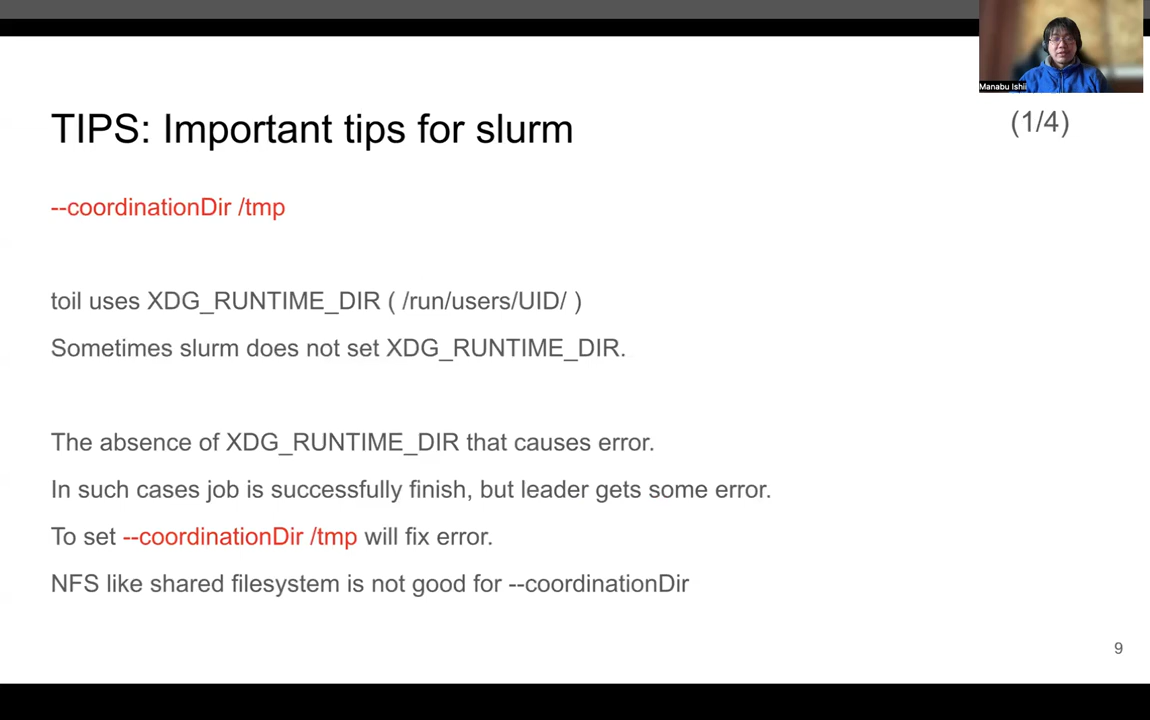 Manabu Ishii
TIPS: Important tips for slurm
(1/4)
--coordinationDir /tmp
toil uses XDG_RUNTIME_DIR ( /run/users/UID/ )
Sometimes slurm does not set XDG_RUNTIME_DIR.
The absence of XDG_RUNTIME_DIR that causes error.
In such cases job is successfully finish, but leader gets some error.
To set --coordinationDir /tmp will fix error.
NFS like shared filesystem is not good for --coordinationDir
9